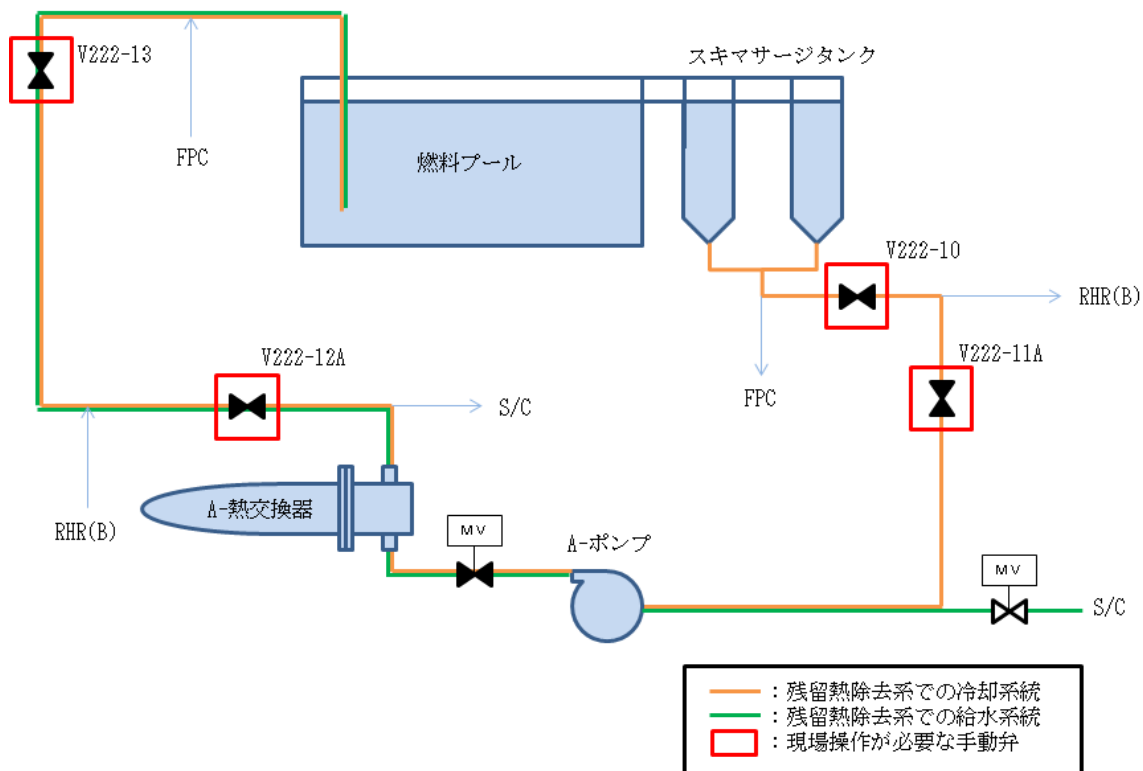 V222-13
スキマサージタンク
FPC
燃料プール
V222-10
RHR(B)
V222-12A
V222-11A
FPC
S/C
A-熱交換器
RHR(B)
MV
A-ポンプ
MV
S/C
：残留熱除去系での冷却系統
：残留熱除去系での給水系統
：現場操作が必要な手動弁